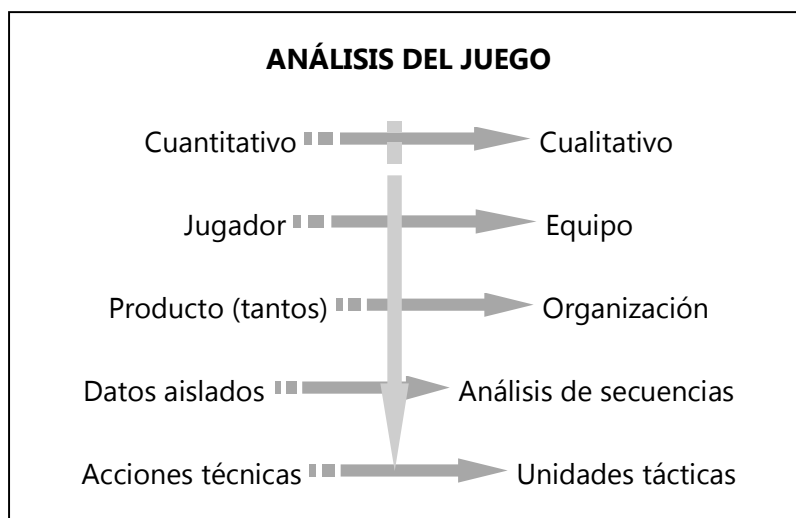 ANÁLISIS DEL JUEGO
Cuantitativo Cualitativo
Jugador Equipo
Producto (tantos) Organización
Datos aislados Análisis de secuencias
Acciones técnicas Unidades tácticas